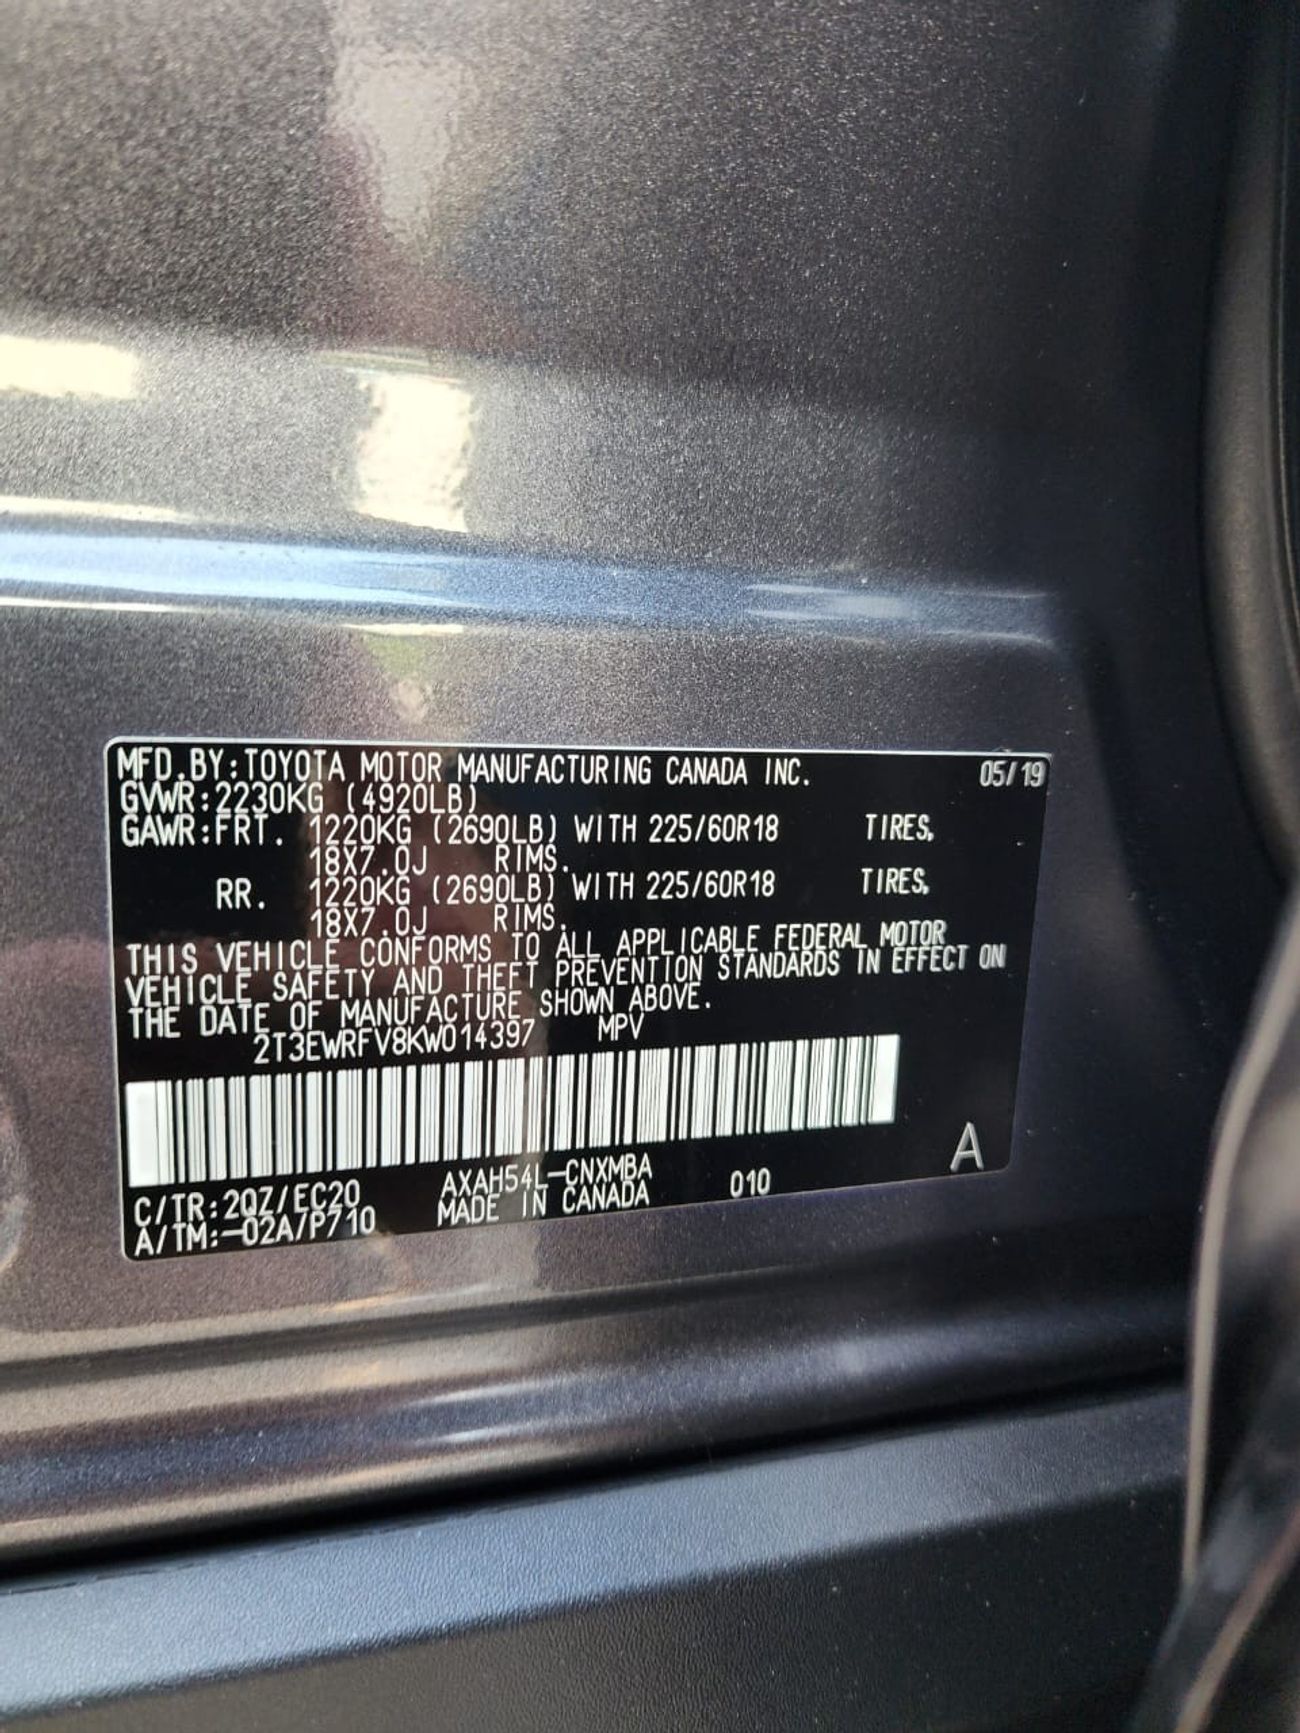 MFD.BY:TOYOTA MOTOR MANUFACTURING CANADA INC. 05/19
GVWR:2230KG (4920LB)
GAWR:FRT. 1220KG (2690LB) WITH 225/60R18 TIRES,
18X7.0J RIMS.
RR. 1220KG (2690LB) WITH 225/60R18 TIRES,
18X7.0J RIMS.
THIS VEHICLE CONFORMS TO ALL APPLICABLE FEDERAL MOTOR
VEHICLE SAFETY AND THEFT PREVENTION STANDARDS IN EFFECT ON
THE DATE OF MANUFACTURE SHOWN ABOVE.
2T3EWRFV8KW014397 MPV
C/TR:2QZ/EC20 AXAH54L-CNXMBA 010 A
A/TM:-02A/P710 MADE IN CANADA